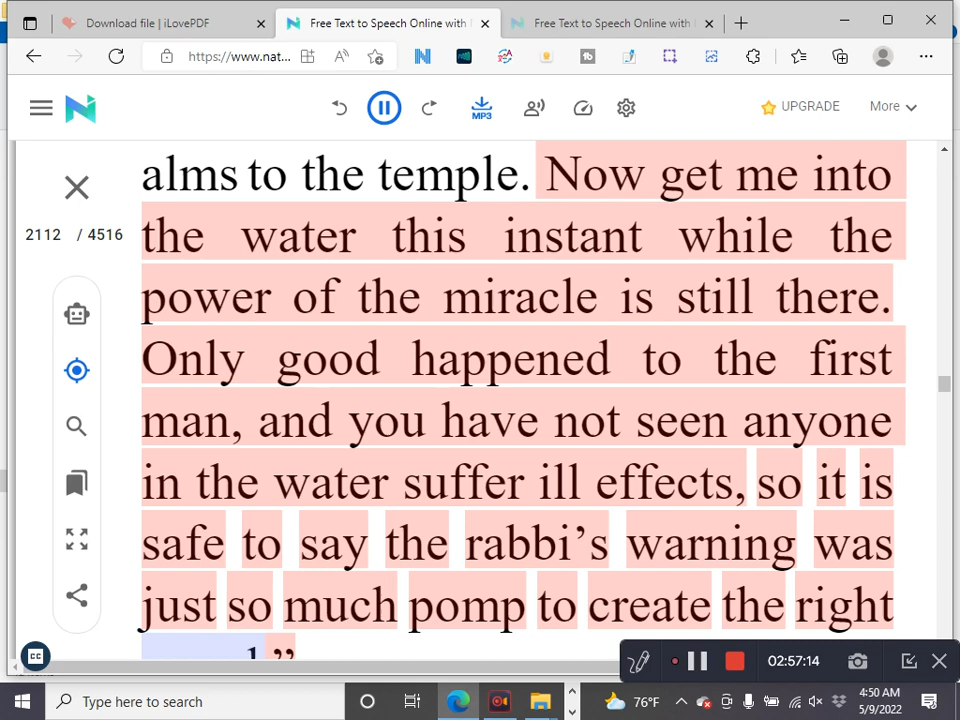 Download file | iLovePDF
Free Text to Speech Online with
Free Text to Speech Online with
https://www.nat...
UPGRADE
More
MP3
2112 / 4516
alms to the temple. Now get me into
the water this instant while the
power of the miracle is still there.
Only good happened to the first
man, and you have not seen anyone
in the water suffer ill effects, so it is
safe to say the rabbi’s warning was
just so much pomp to create the right
CC
02:57:14
Type here to search
76°F
4:50 AM
5/9/2022